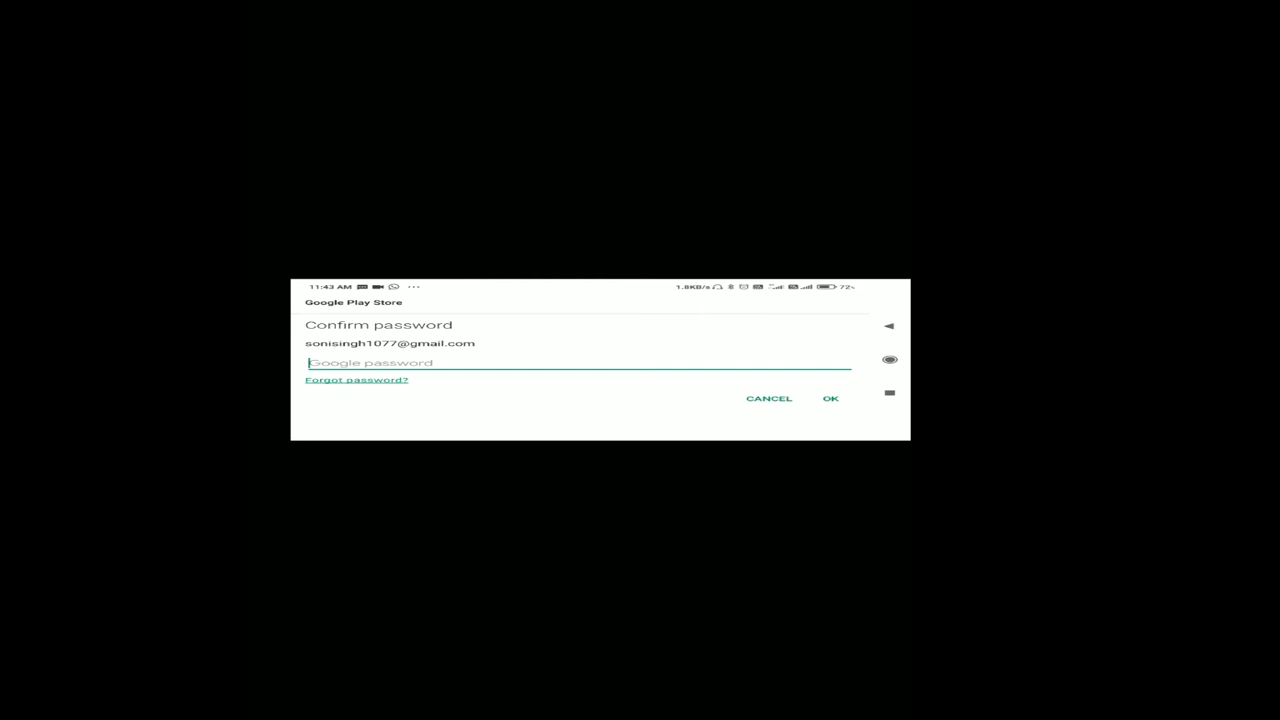 11:43 AM 1.8KB/s 72%
Google Play Store
Confirm password
sonisingh1077@gmail.com
Google password
Forgot password?
CANCEL OK